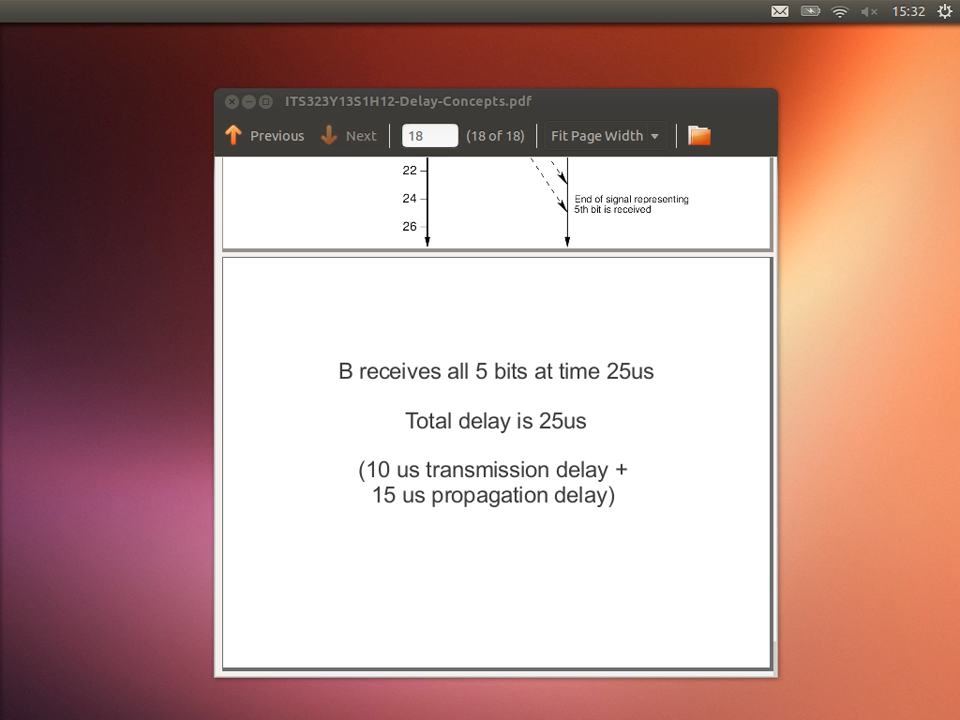 15:32
ITS323Y13S1H12-Delay-Concepts.pdf
Previous Next 18 (18 of 18) Fit Page Width
22
24
26
End of signal representing
5th bit is received
B receives all 5 bits at time 25us
Total delay is 25us
(10 us transmission delay +
15 us propagation delay)